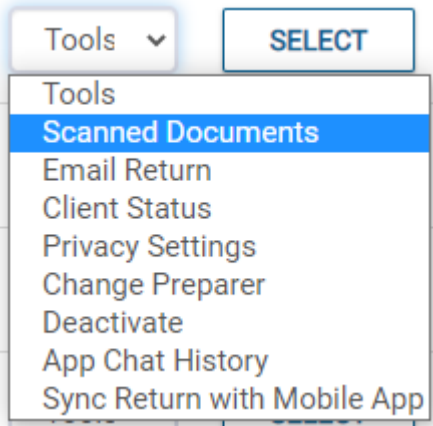 Tools SELECT
Tools
Scanned Documents
Email Return
Client Status
Privacy Settings
Change Preparer
Deactivate
App Chat History
Sync Return with Mobile App